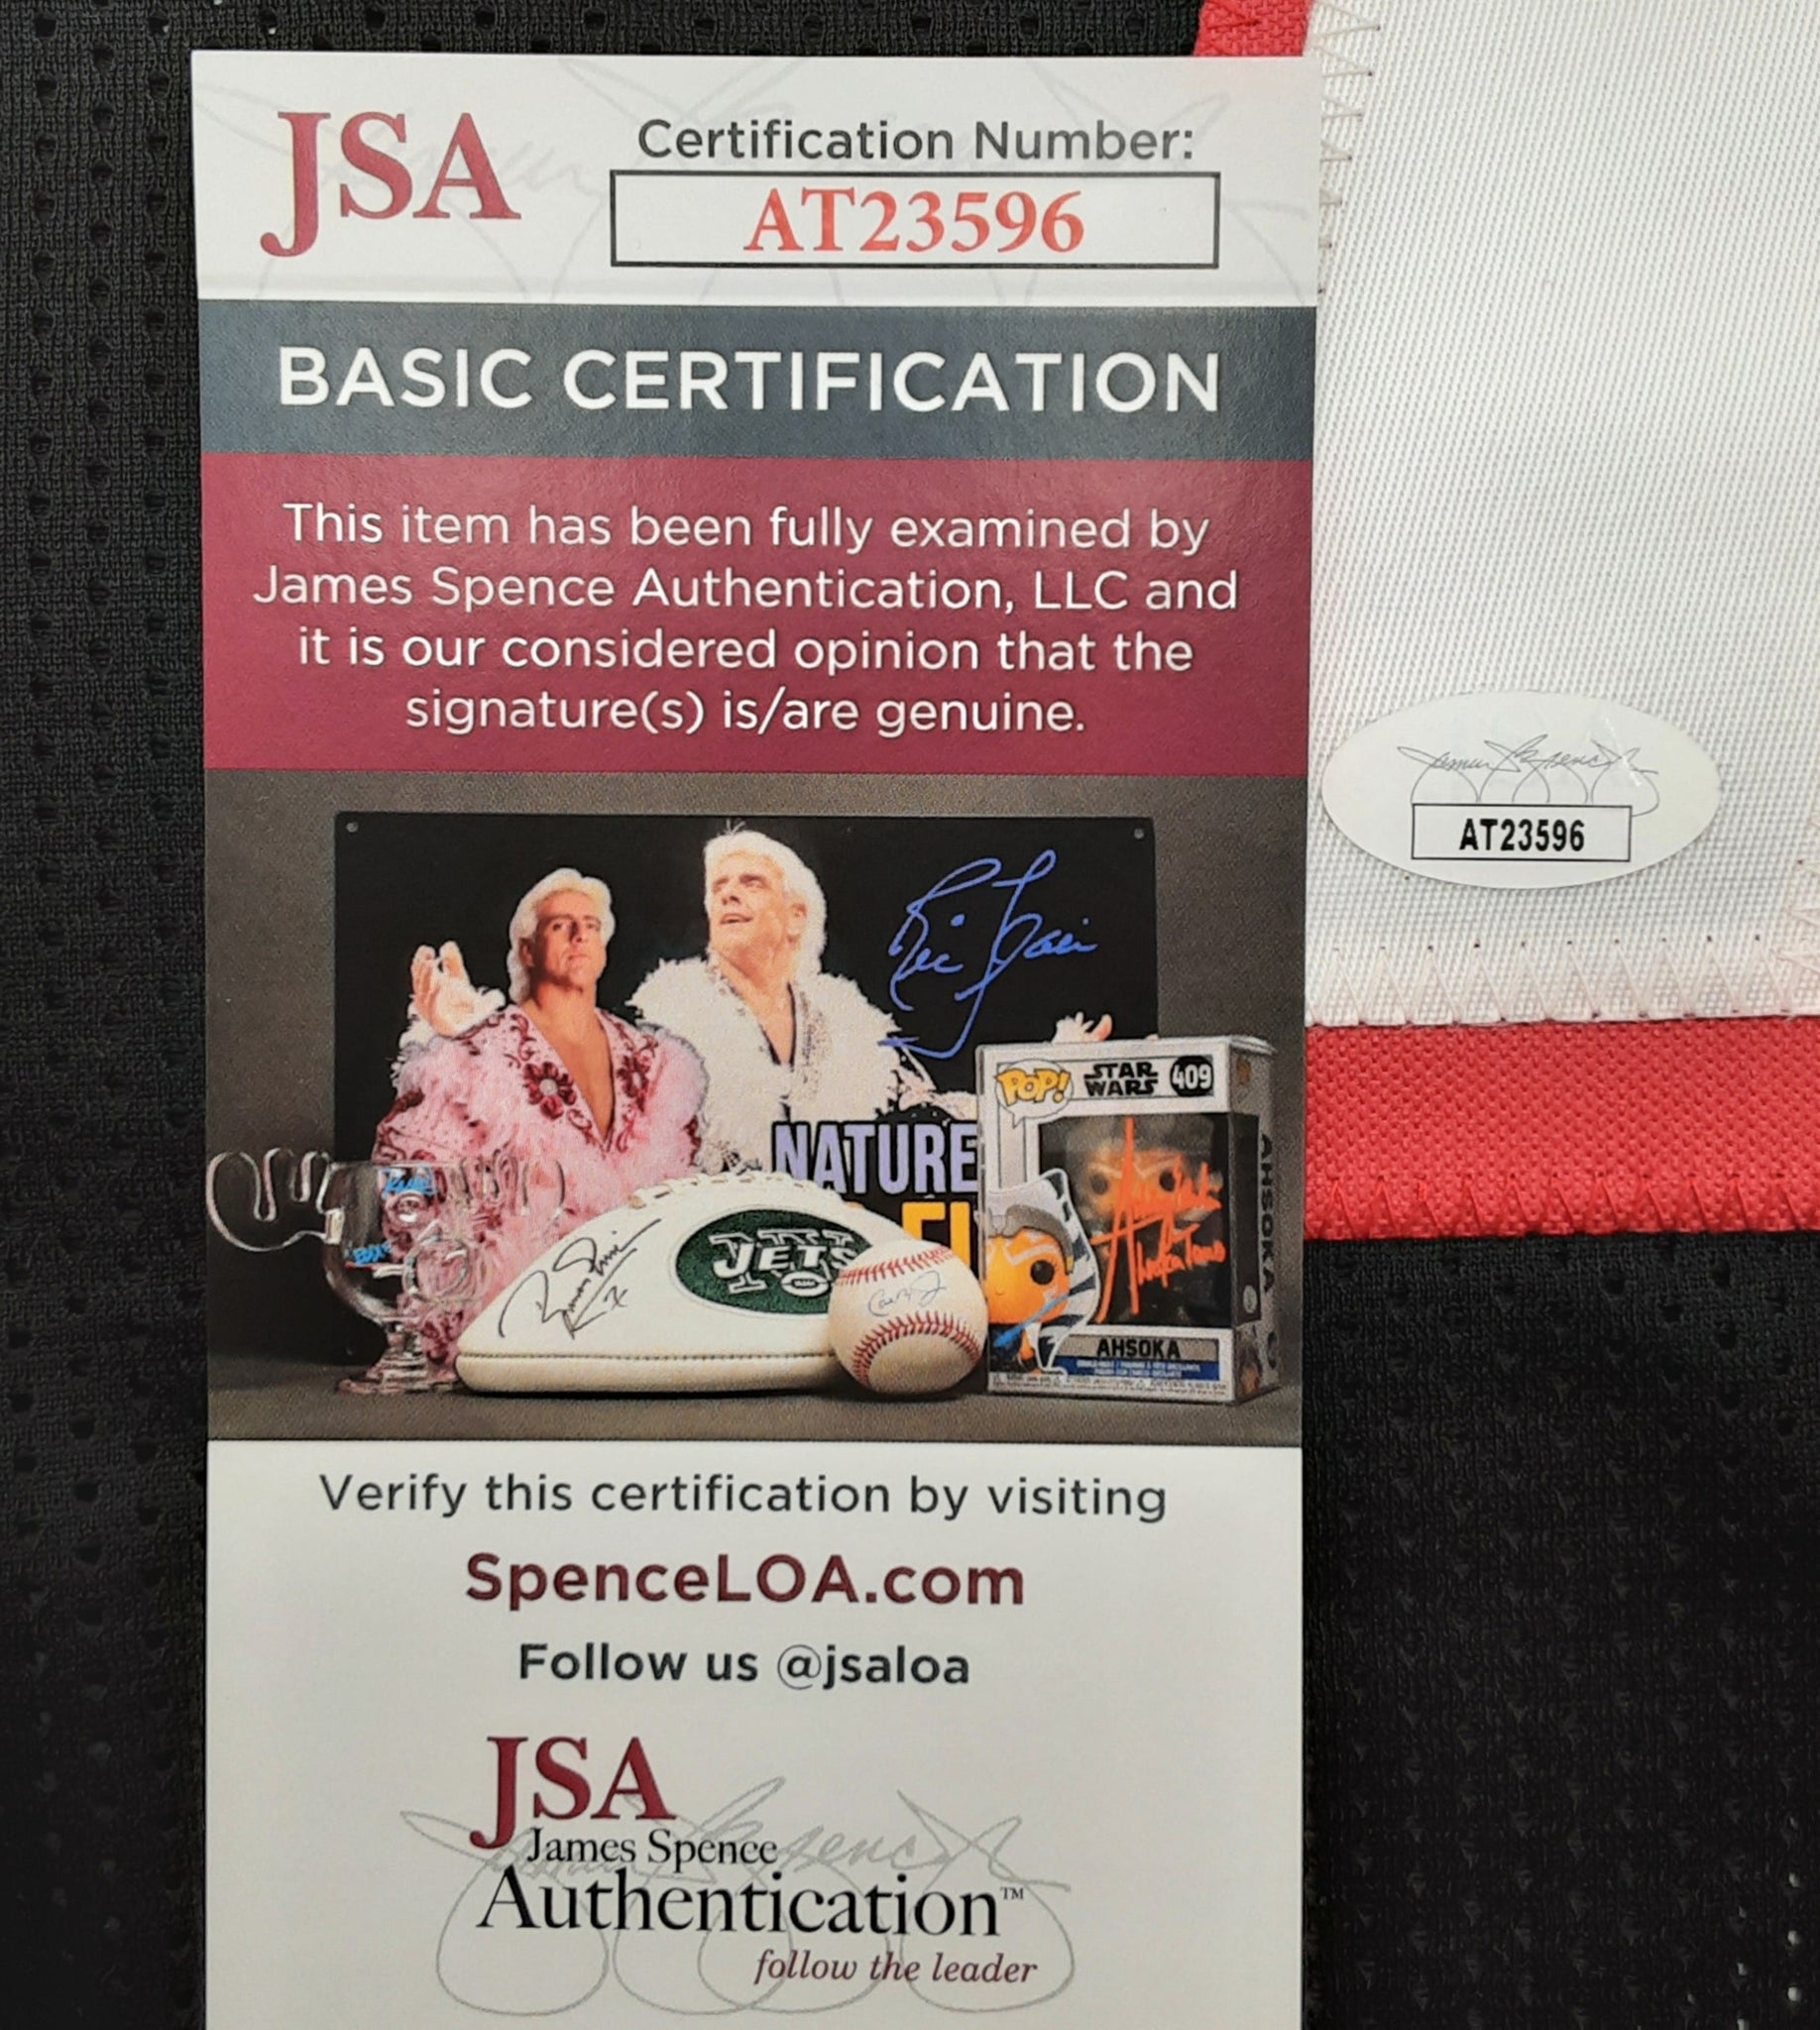 JSA
Certification Number:
AT23596
BASIC CERTIFICATION
This item has been fully examined by
James Spence Authentication, LLC and
it is our considered opinion that the
signature(s) is/are genuine.
AT23596
NATURE
POP!
STAR
WARS
409
JETS
AHSOKA
AHSOKA
Verify this certification by visiting
SpenceLOA.com
Follow us @jsaloa
JSA
James Spence
Authentication™
follow the leader